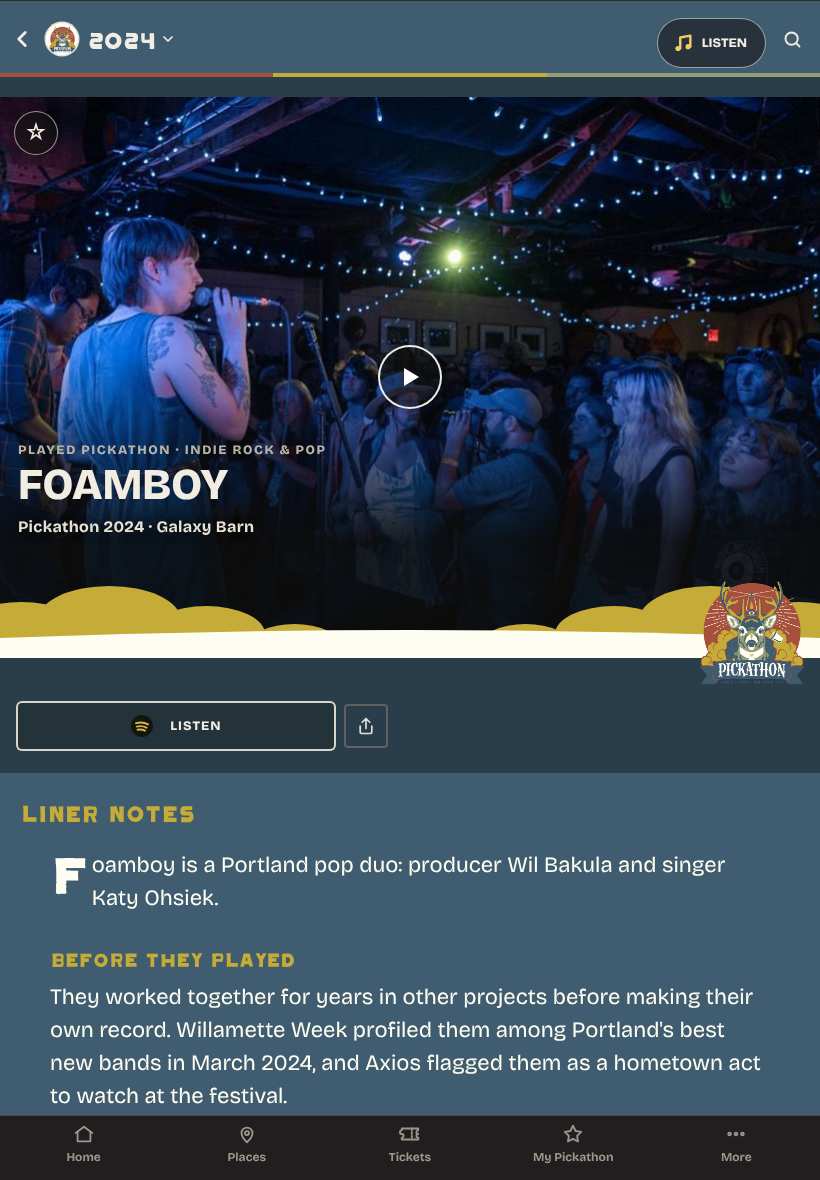 2024
LISTEN
PLAYED PICKATHON · INDIE ROCK & POP
FOAMBOY
Pickathon 2024 · Galaxy Barn
PICKATHON
LISTEN
LINER NOTES
Foamboy is a Portland pop duo: producer Wil Bakula and singer
Katy Ohsiek.
BEFORE THEY PLAYED
They worked together for years in other projects before making their
own record. Willamette Week profiled them among Portland's best
new bands in March 2024, and Axios flagged them as a hometown act
to watch at the festival.
Home
Places
Tickets
My Pickathon
More